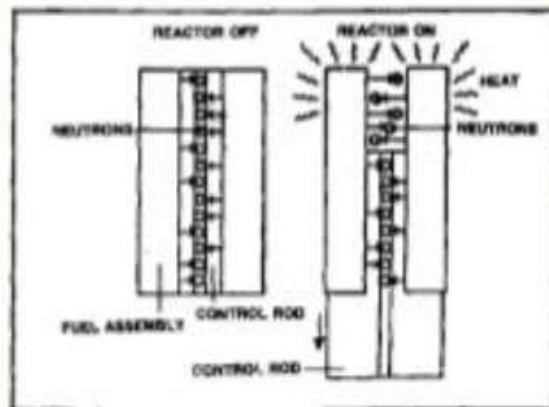 REACTOR OFF
NEUTRONS
FUEL ASSEMBLY
CONTROL ROD
REACTOR ON
HEAT
NEUTRONS
CONTROL ROD